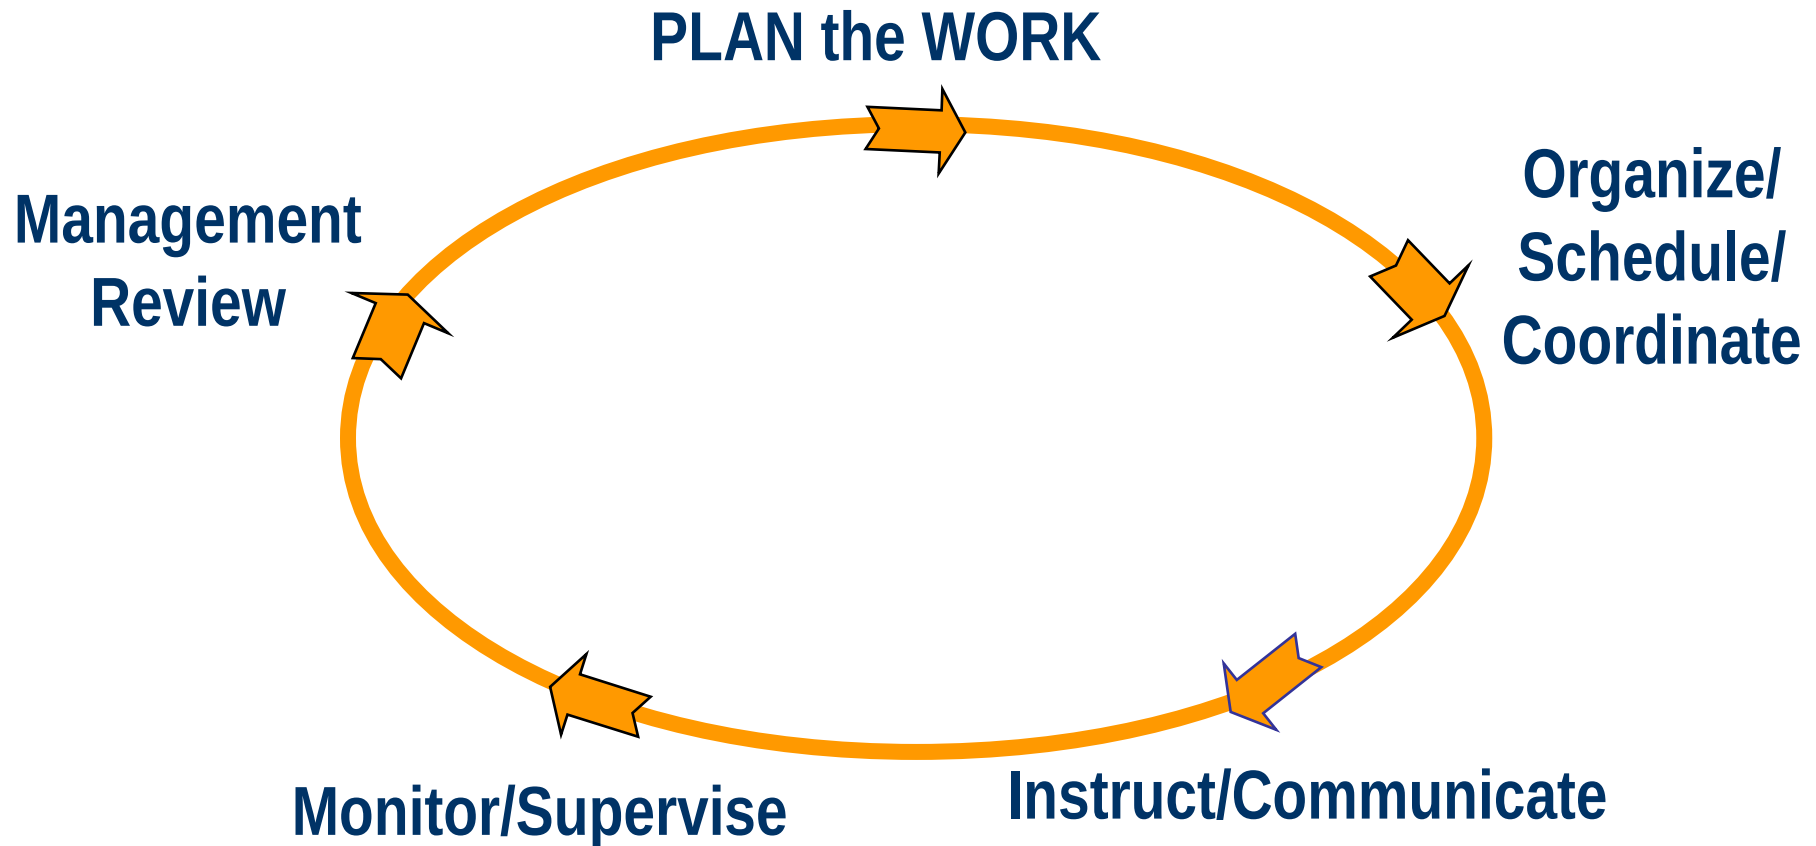 PLAN the WORK
Organize/
Schedule/
Coordinate
Instruct/Communicate
Monitor/Supervise
Management
Review